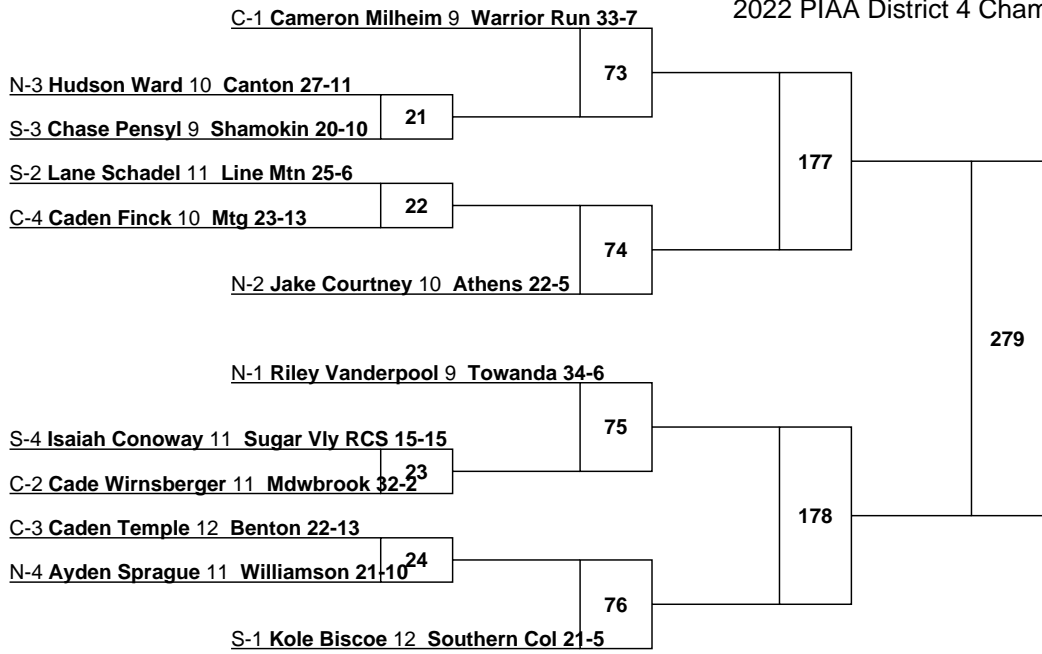 2022 PIAA District 4 Cham
C-1 Cameron Milheim 9 Warrior Run 33-7
73
N-3 Hudson Ward 10 Canton 27-11
21
S-3 Chase Pensyl 9 Shamokin 20-10
177
S-2 Lane Schadel 11 Line Mtn 25-6
22
C-4 Caden Finck 10 Mtg 23-13
74
N-2 Jake Courtney 10 Athens 22-5
279
N-1 Riley Vanderpool 9 Towanda 34-6
75
S-4 Isaiah Conoway 11 Sugar Vly RCS 15-15
23
C-2 Cade Wirnsberger 11 Mdwbrook 32-2
178
C-3 Caden Temple 12 Benton 22-13
24
N-4 Ayden Sprague 11 Williamson 21-10
76
S-1 Kole Biscoe 12 Southern Col 21-5